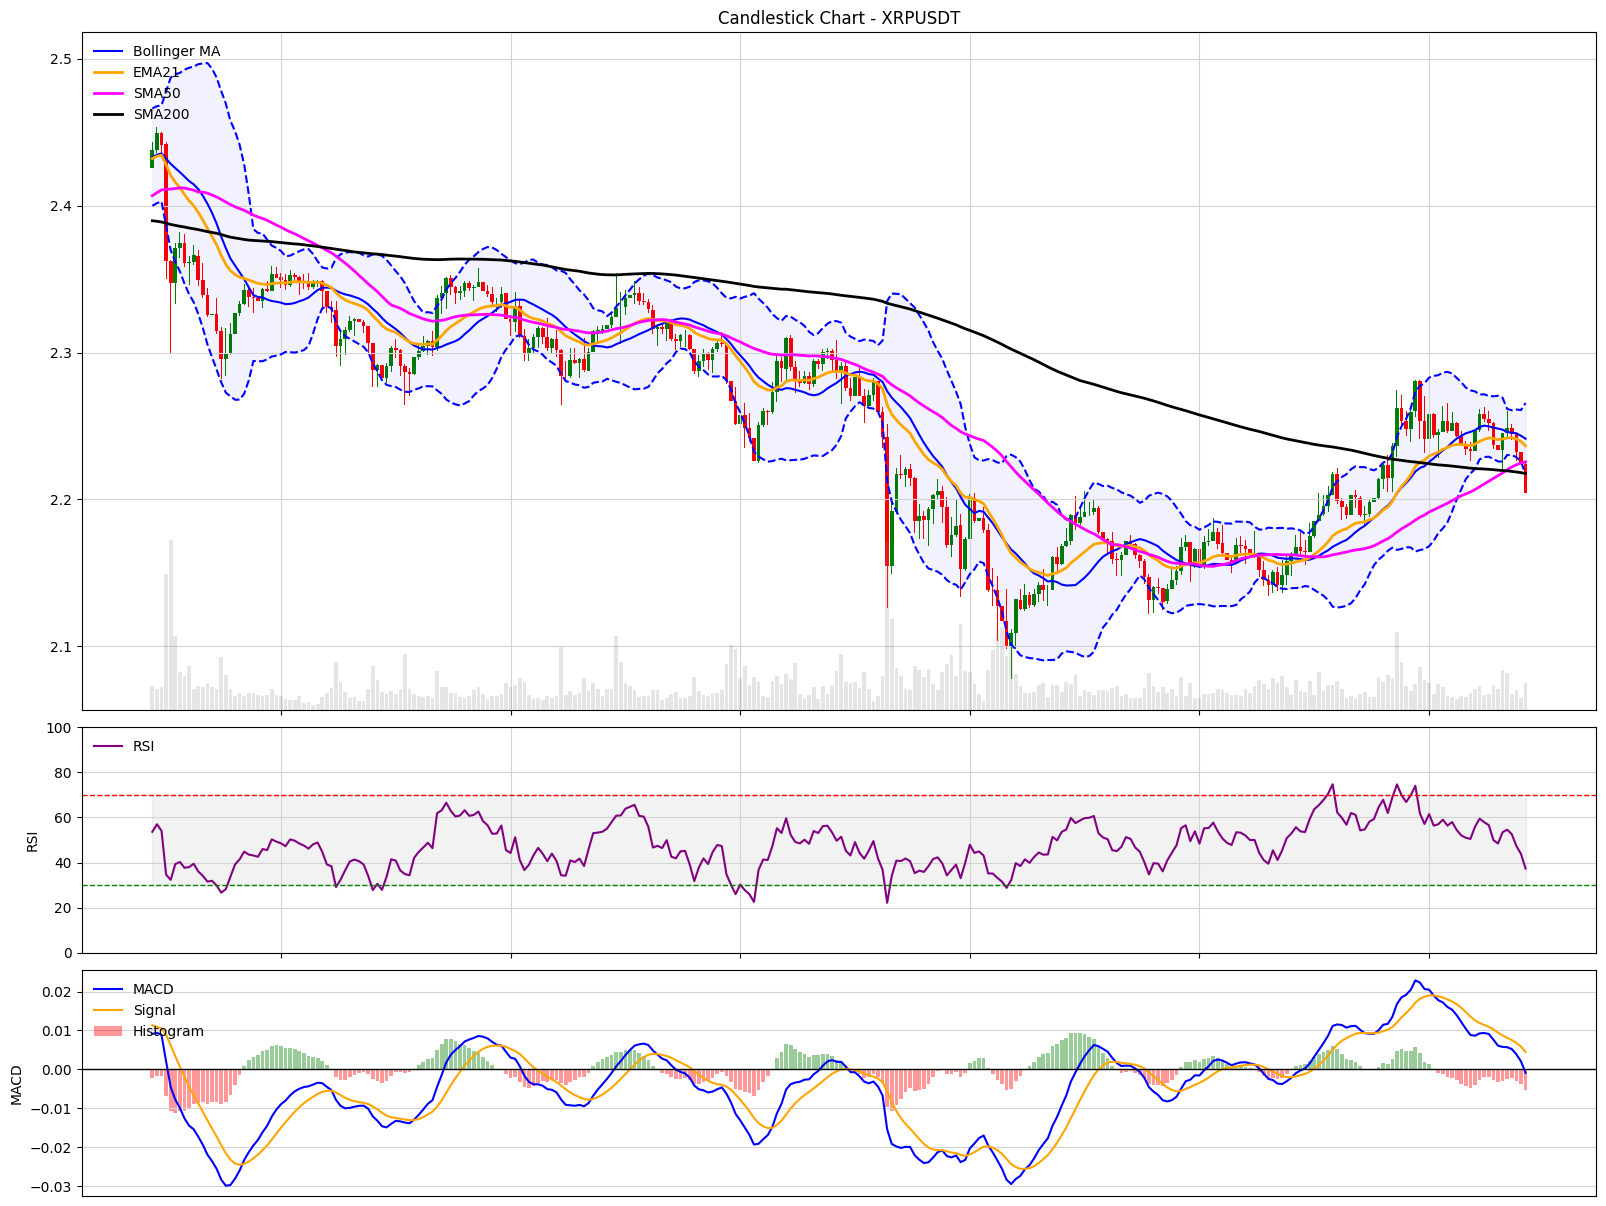 Candlestick Chart - XRPUSDT
Bollinger MA
EMA21
SMA50
SMA200
2.5
2.4
2.3
2.2
2.1
RSI
100
80
60
40
20
0
RSI
MACD
Signal
Histogram
0.02
0.01
0.00
−0.01
−0.02
−0.03
MACD